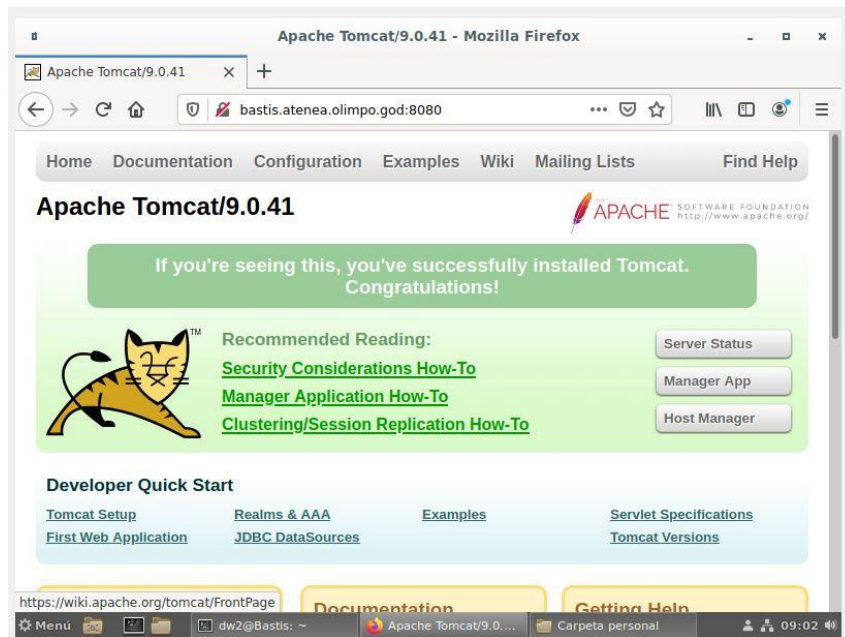 Apache Tomcat/9.0.41 - Mozilla Firefox
Apache Tomcat/9.0.41
bastis.atenea.olimpo.god:8080
Home Documentation Configuration Examples Wiki Mailing Lists Find Help
Apache Tomcat/9.0.41
THE APACHE SOFTWARE FOUNDATION
http://www.apache.org/
If you're seeing this, you've successfully installed Tomcat.
Congratulations!
TM
Recommended Reading:
Security Considerations How-To
Manager Application How-To
Clustering/Session Replication How-To
Server Status
Manager App
Host Manager
Developer Quick Start
Tomcat Setup
First Web Application
Realms & AAA
JDBC DataSources
Examples
Servlet Specifications
Tomcat Versions
https://wiki.apache.org/tomcat/FrontPage
Documentation
Getting Help
Menú
dw2@Bastis: ~
Apache Tomcat/9.0....
Carpeta personal
09:02